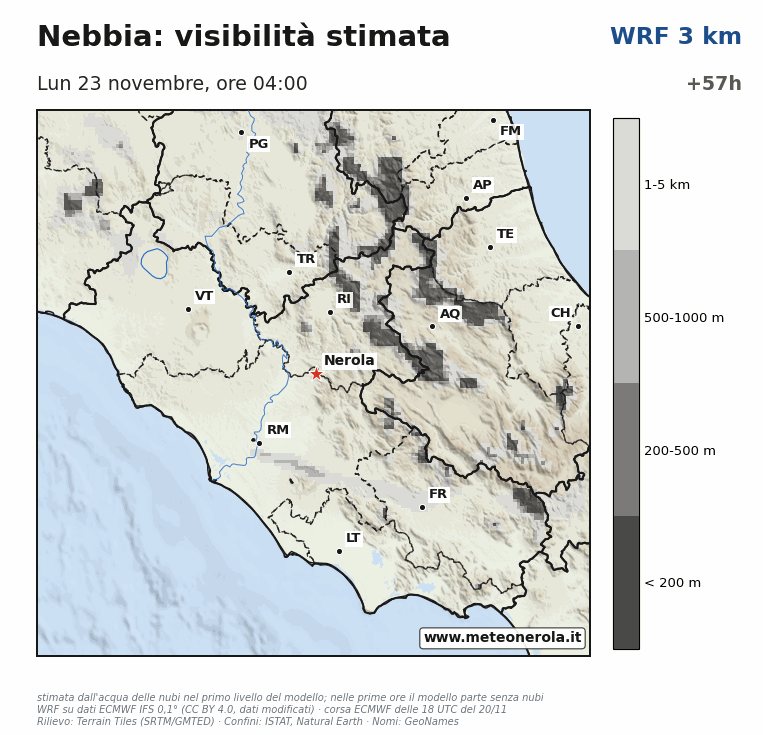 Nebbia: visibilità stimata
WRF 3 km
Lun 23 novembre, ore 04:00
+57h
FM
PG
AP
TE
TR
VT
RI
AQ
CH
Nerola
RM
FR
LT
www.meteonerola.it
1-5 km
500-1000 m
200-500 m
< 200 m
stimata dall'acqua delle nubi nel primo livello del modello; nelle prime ore il modello parte senza nubi
WRF su dati ECMWF IFS 0,1° (CC BY 4.0, dati modificati) · corsa ECMWF delle 18 UTC del 20/11
Rilievo: Terrain Tiles (SRTM/GMTED) · Confini: ISTAT, Natural Earth · Nomi: GeoNames